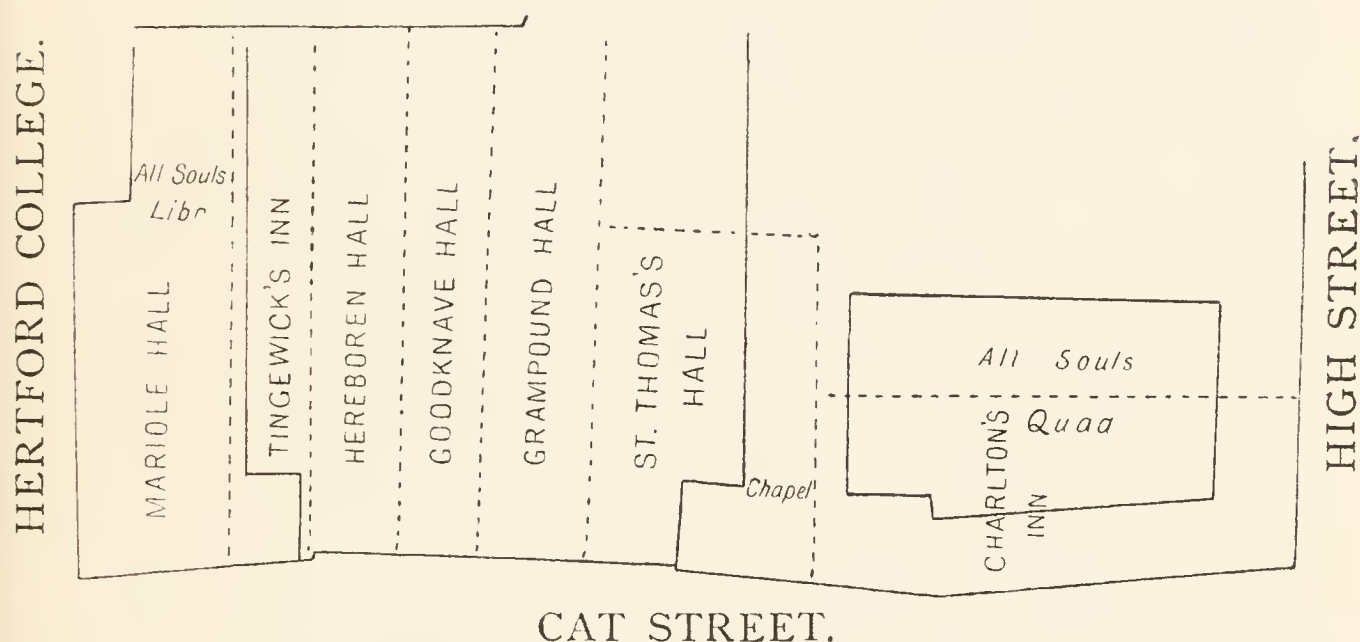 HERTFORD COLLEGE.
All Souls
Libr
MARIOLE HALL
TINGEWICK'S INN
HEREBOREN HALL
GOODKNAVE HALL
GRAMPOUND HALL
ST. THOMAS'S
HALL
Chapel
All Souls
Quad
CHARLTON'S
INN
HIGH STREET.
CAT STREET.